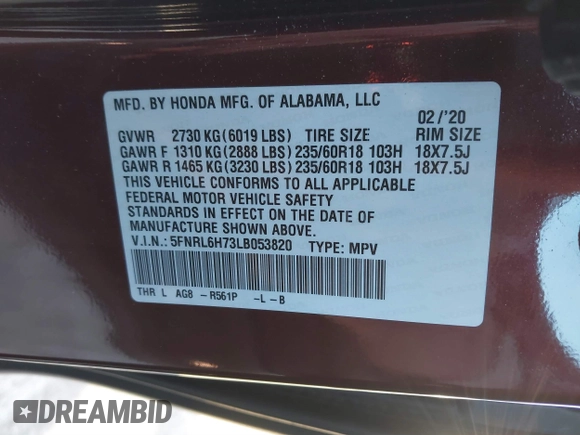 MFD. BY HONDA MFG. OF ALABAMA, LLC
02/'20
GVWR 2730 KG(6019 LBS) TIRE SIZE RIM SIZE
GAWR F 1310 KG(2888 LBS)235/60R18 103H 18X7.5J
GAWR R 1465 KG(3230 LBS)235/60R18 103H 18X7.5J
THIS VEHICLE CONFORMS TO ALL APPLICABLE
FEDERAL MOTOR VEHICLE SAFETY
STANDARDS IN EFFECT ON THE DATE OF
MANUFACTURE SHOWN ABOVE.
V.I.N.: 5FNRL6H73LB053820 TYPE: MPV
THR L AG8 -R561P -L-B
DREAMBID